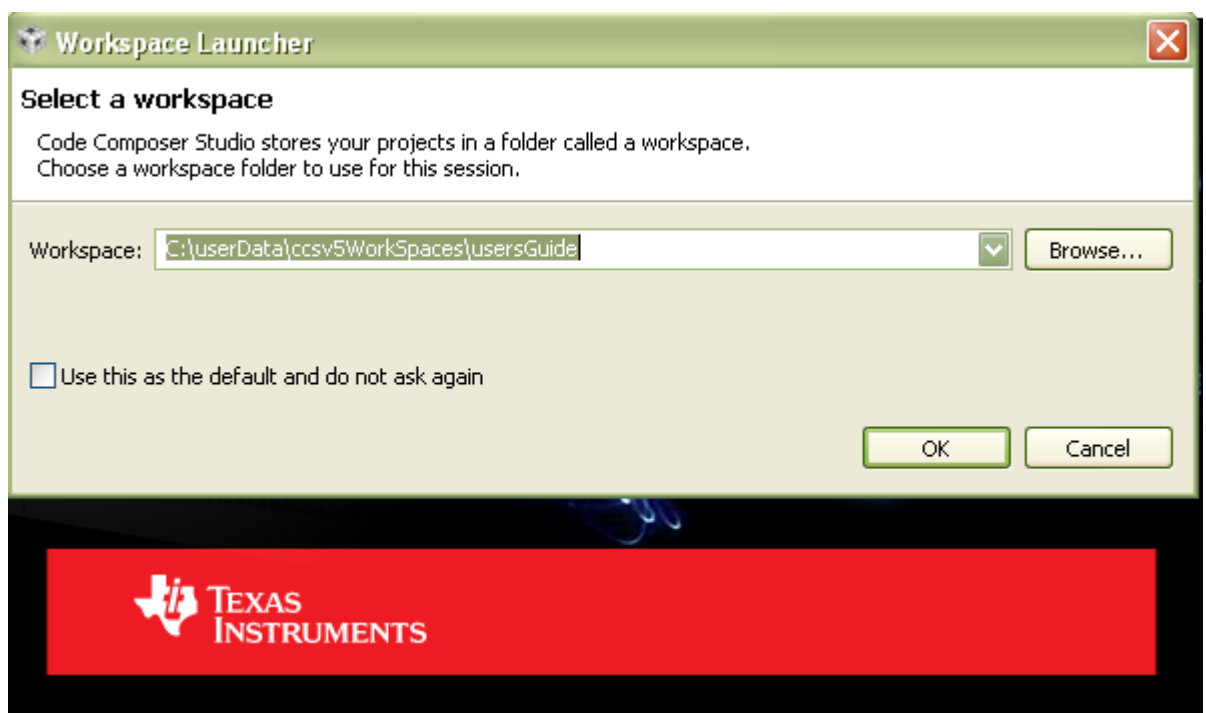 Workspace Launcher
Select a workspace
Code Composer Studio stores your projects in a folder called a workspace.
Choose a workspace folder to use for this session.
Workspace: C:\userData\ccsv5WorkSpaces\usersGuide Browse...
Use this as the default and do not ask again
OK Cancel
TEXAS
INSTRUMENTS